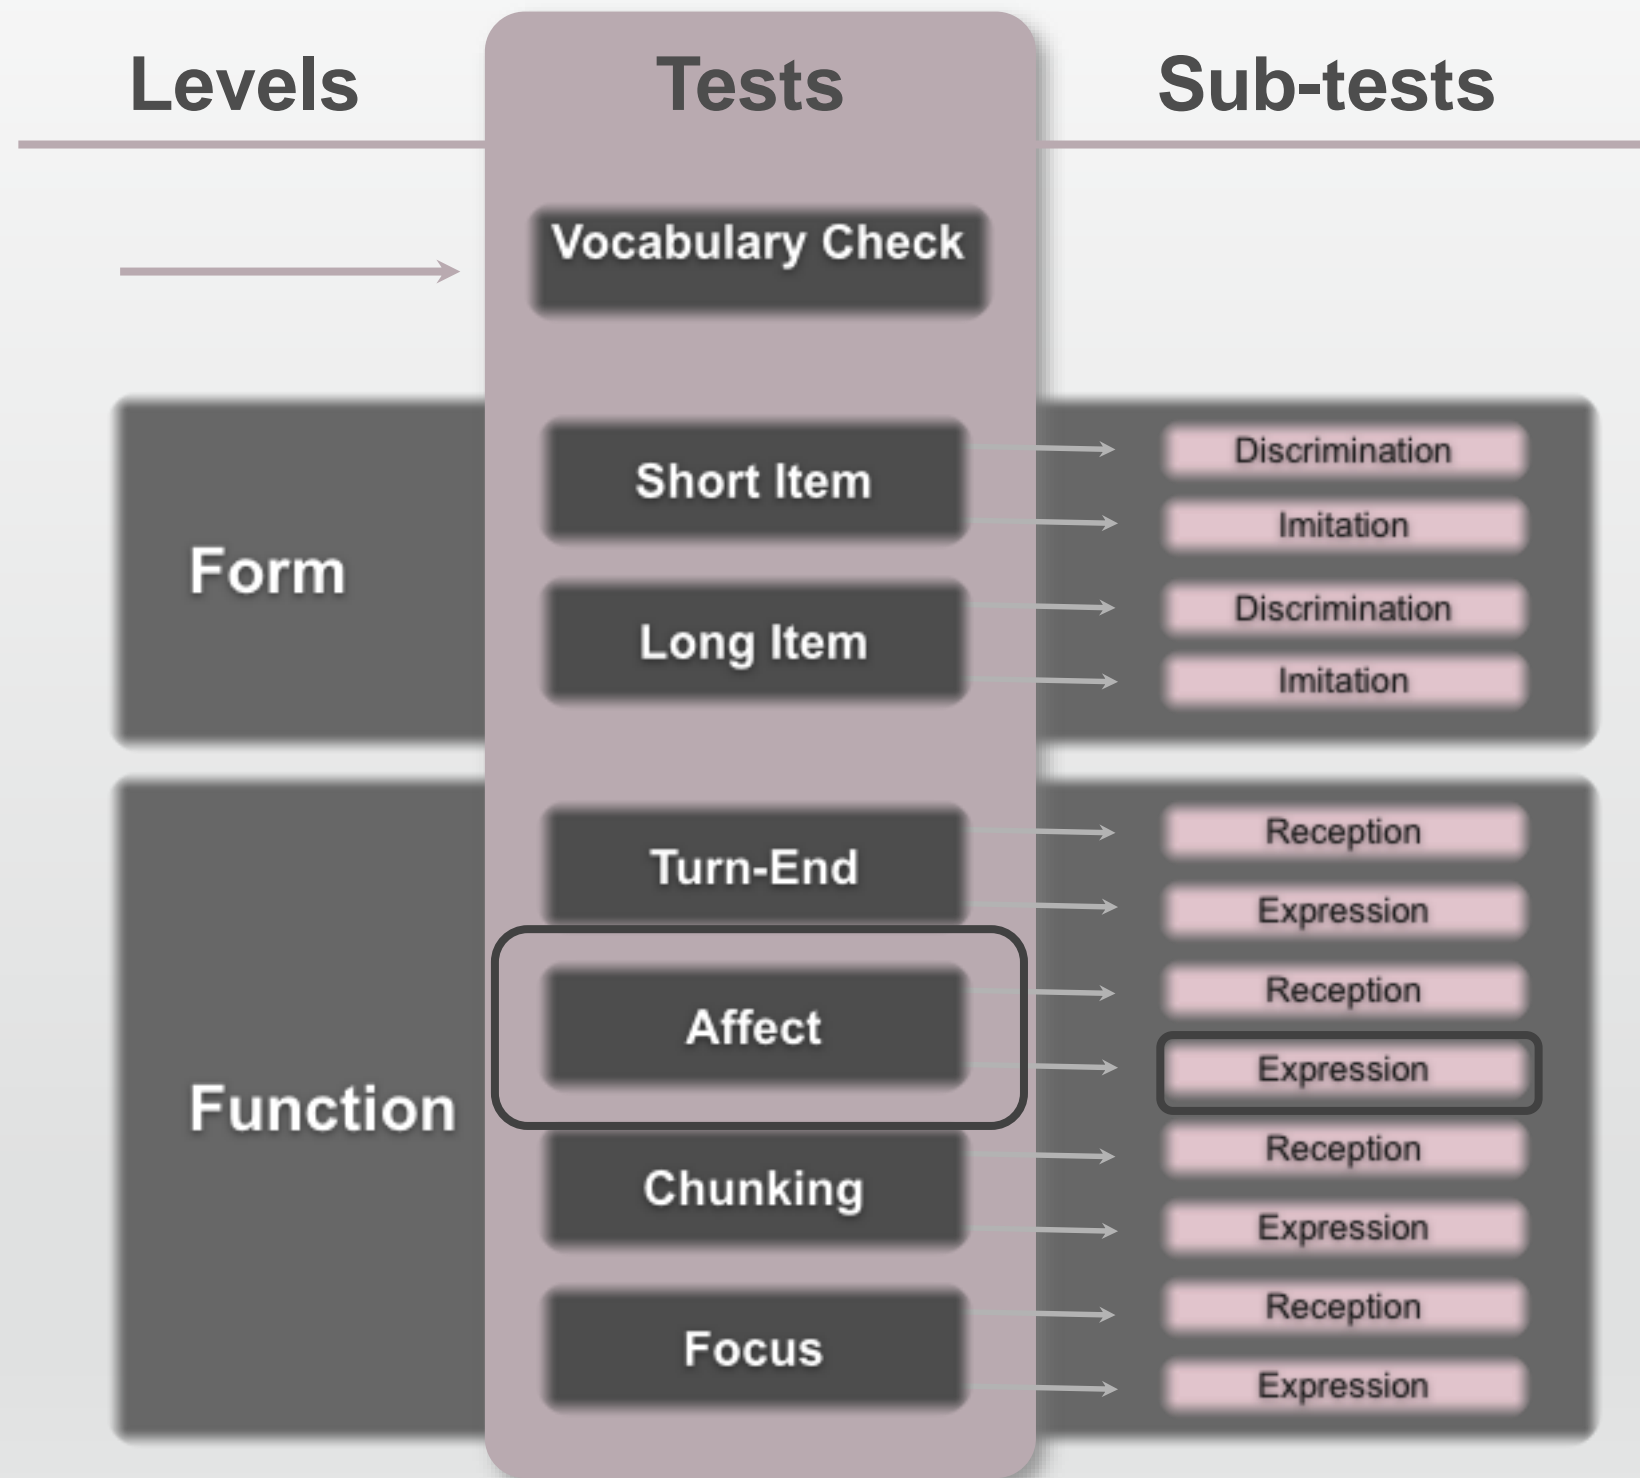 Levels
Tests
Sub-tests
Vocabulary Check
Form
Short Item
Discrimination
Imitation
Long Item
Discrimination
Imitation
Function
Turn-End
Reception
Expression
Affect
Reception
Expression
Chunking
Reception
Expression
Focus
Reception
Expression